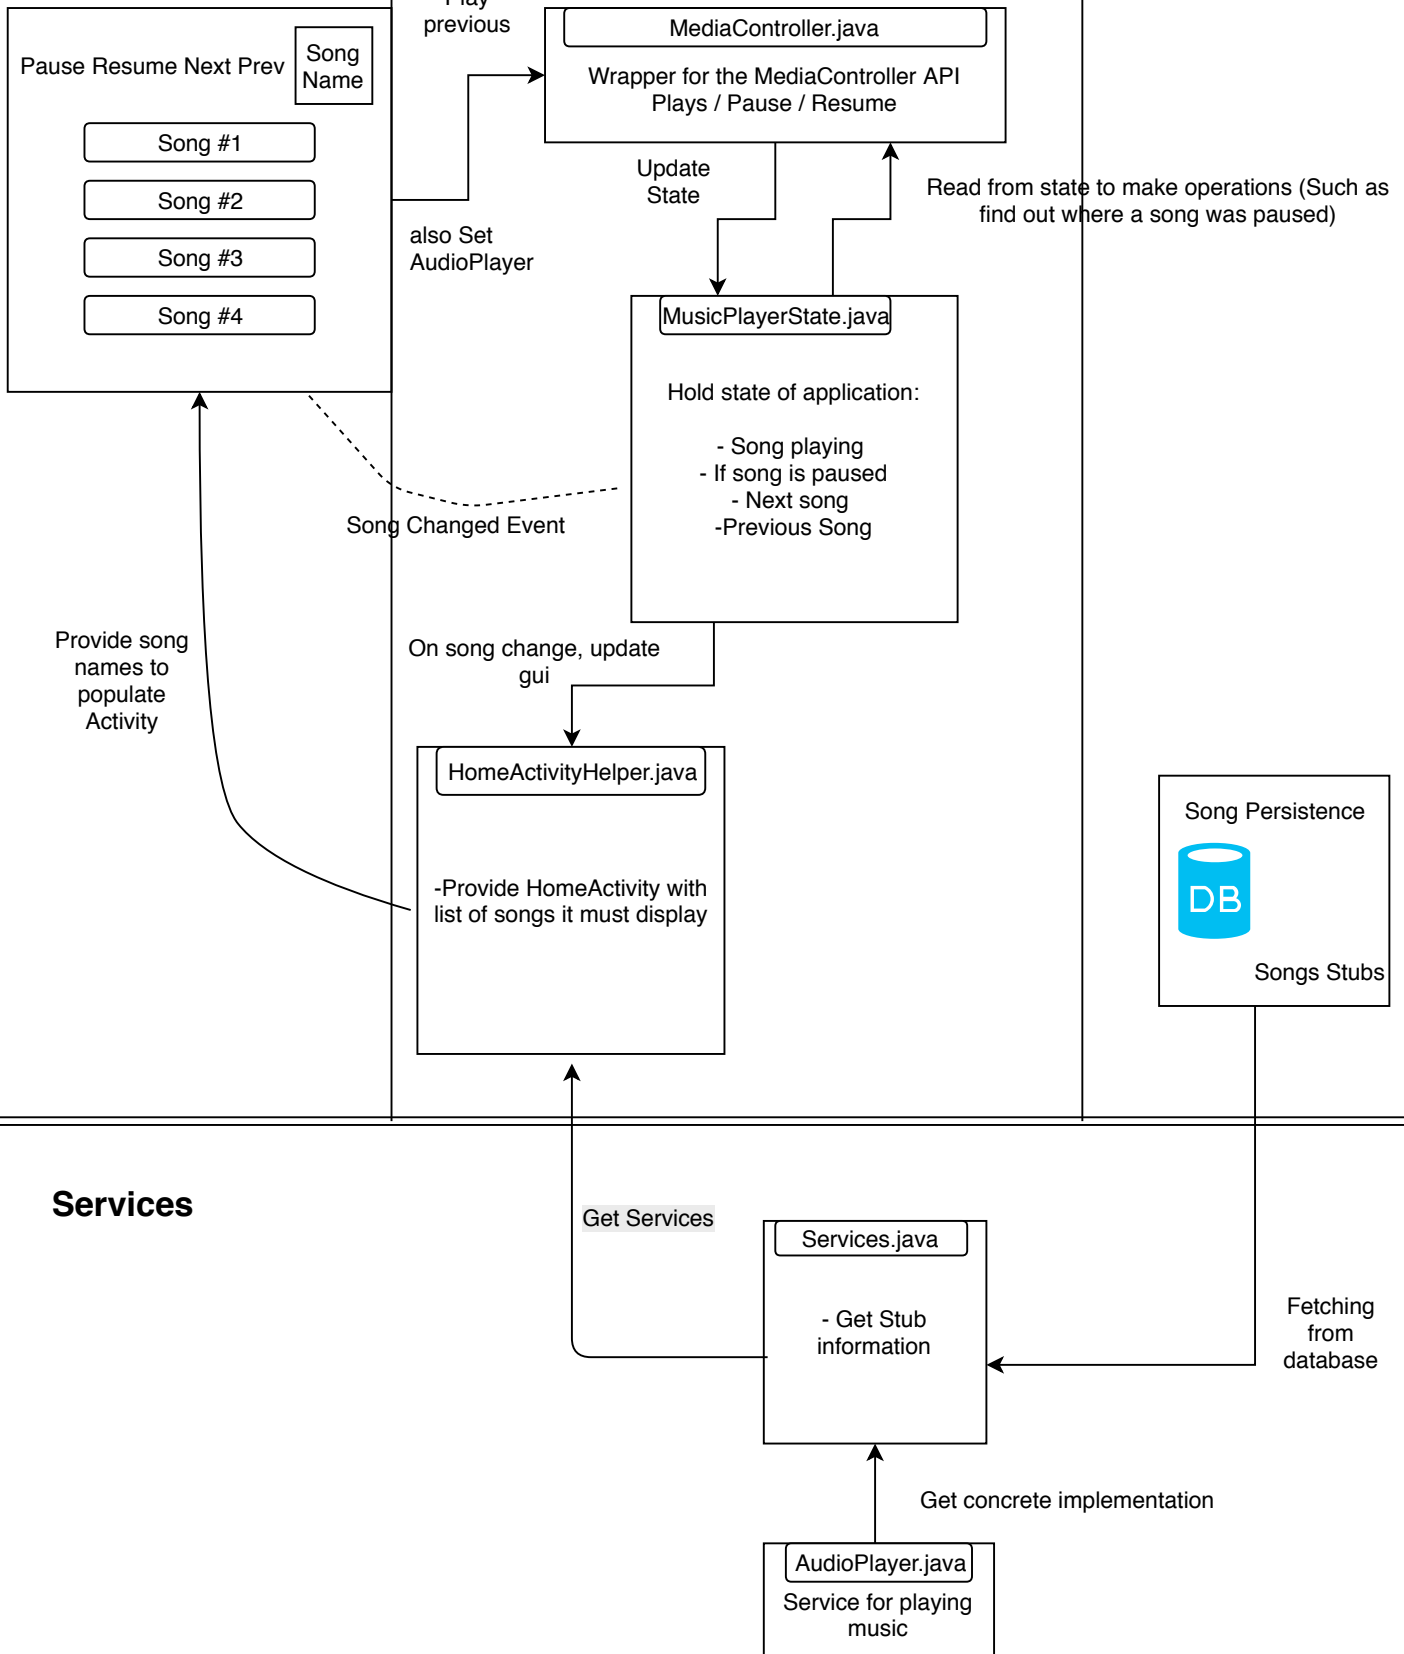 Play
previous
Pause Resume Next Prev
Song
Name
Song #1
Song #2
Song #3
Song #4
also Set
AudioPlayer
MediaController.java
Wrapper for the MediaController API
Plays / Pause / Resume
Update
State
Read from state to make operations (Such as
find out where a song was paused)
MusicPlayerState.java
Hold state of application:
- Song playing
- If song is paused
- Next song
-Previous Song
Song Changed Event
Provide song
names to
populate
Activity
On song change, update
gui
HomeActivityHelper.java
-Provide HomeActivity with
list of songs it must display
Song Persistence
DB
Songs Stubs
Services
Get Services
Services.java
- Get Stub
information
Fetching
from
database
Get concrete implementation
AudioPlayer.java
Service for playing
music